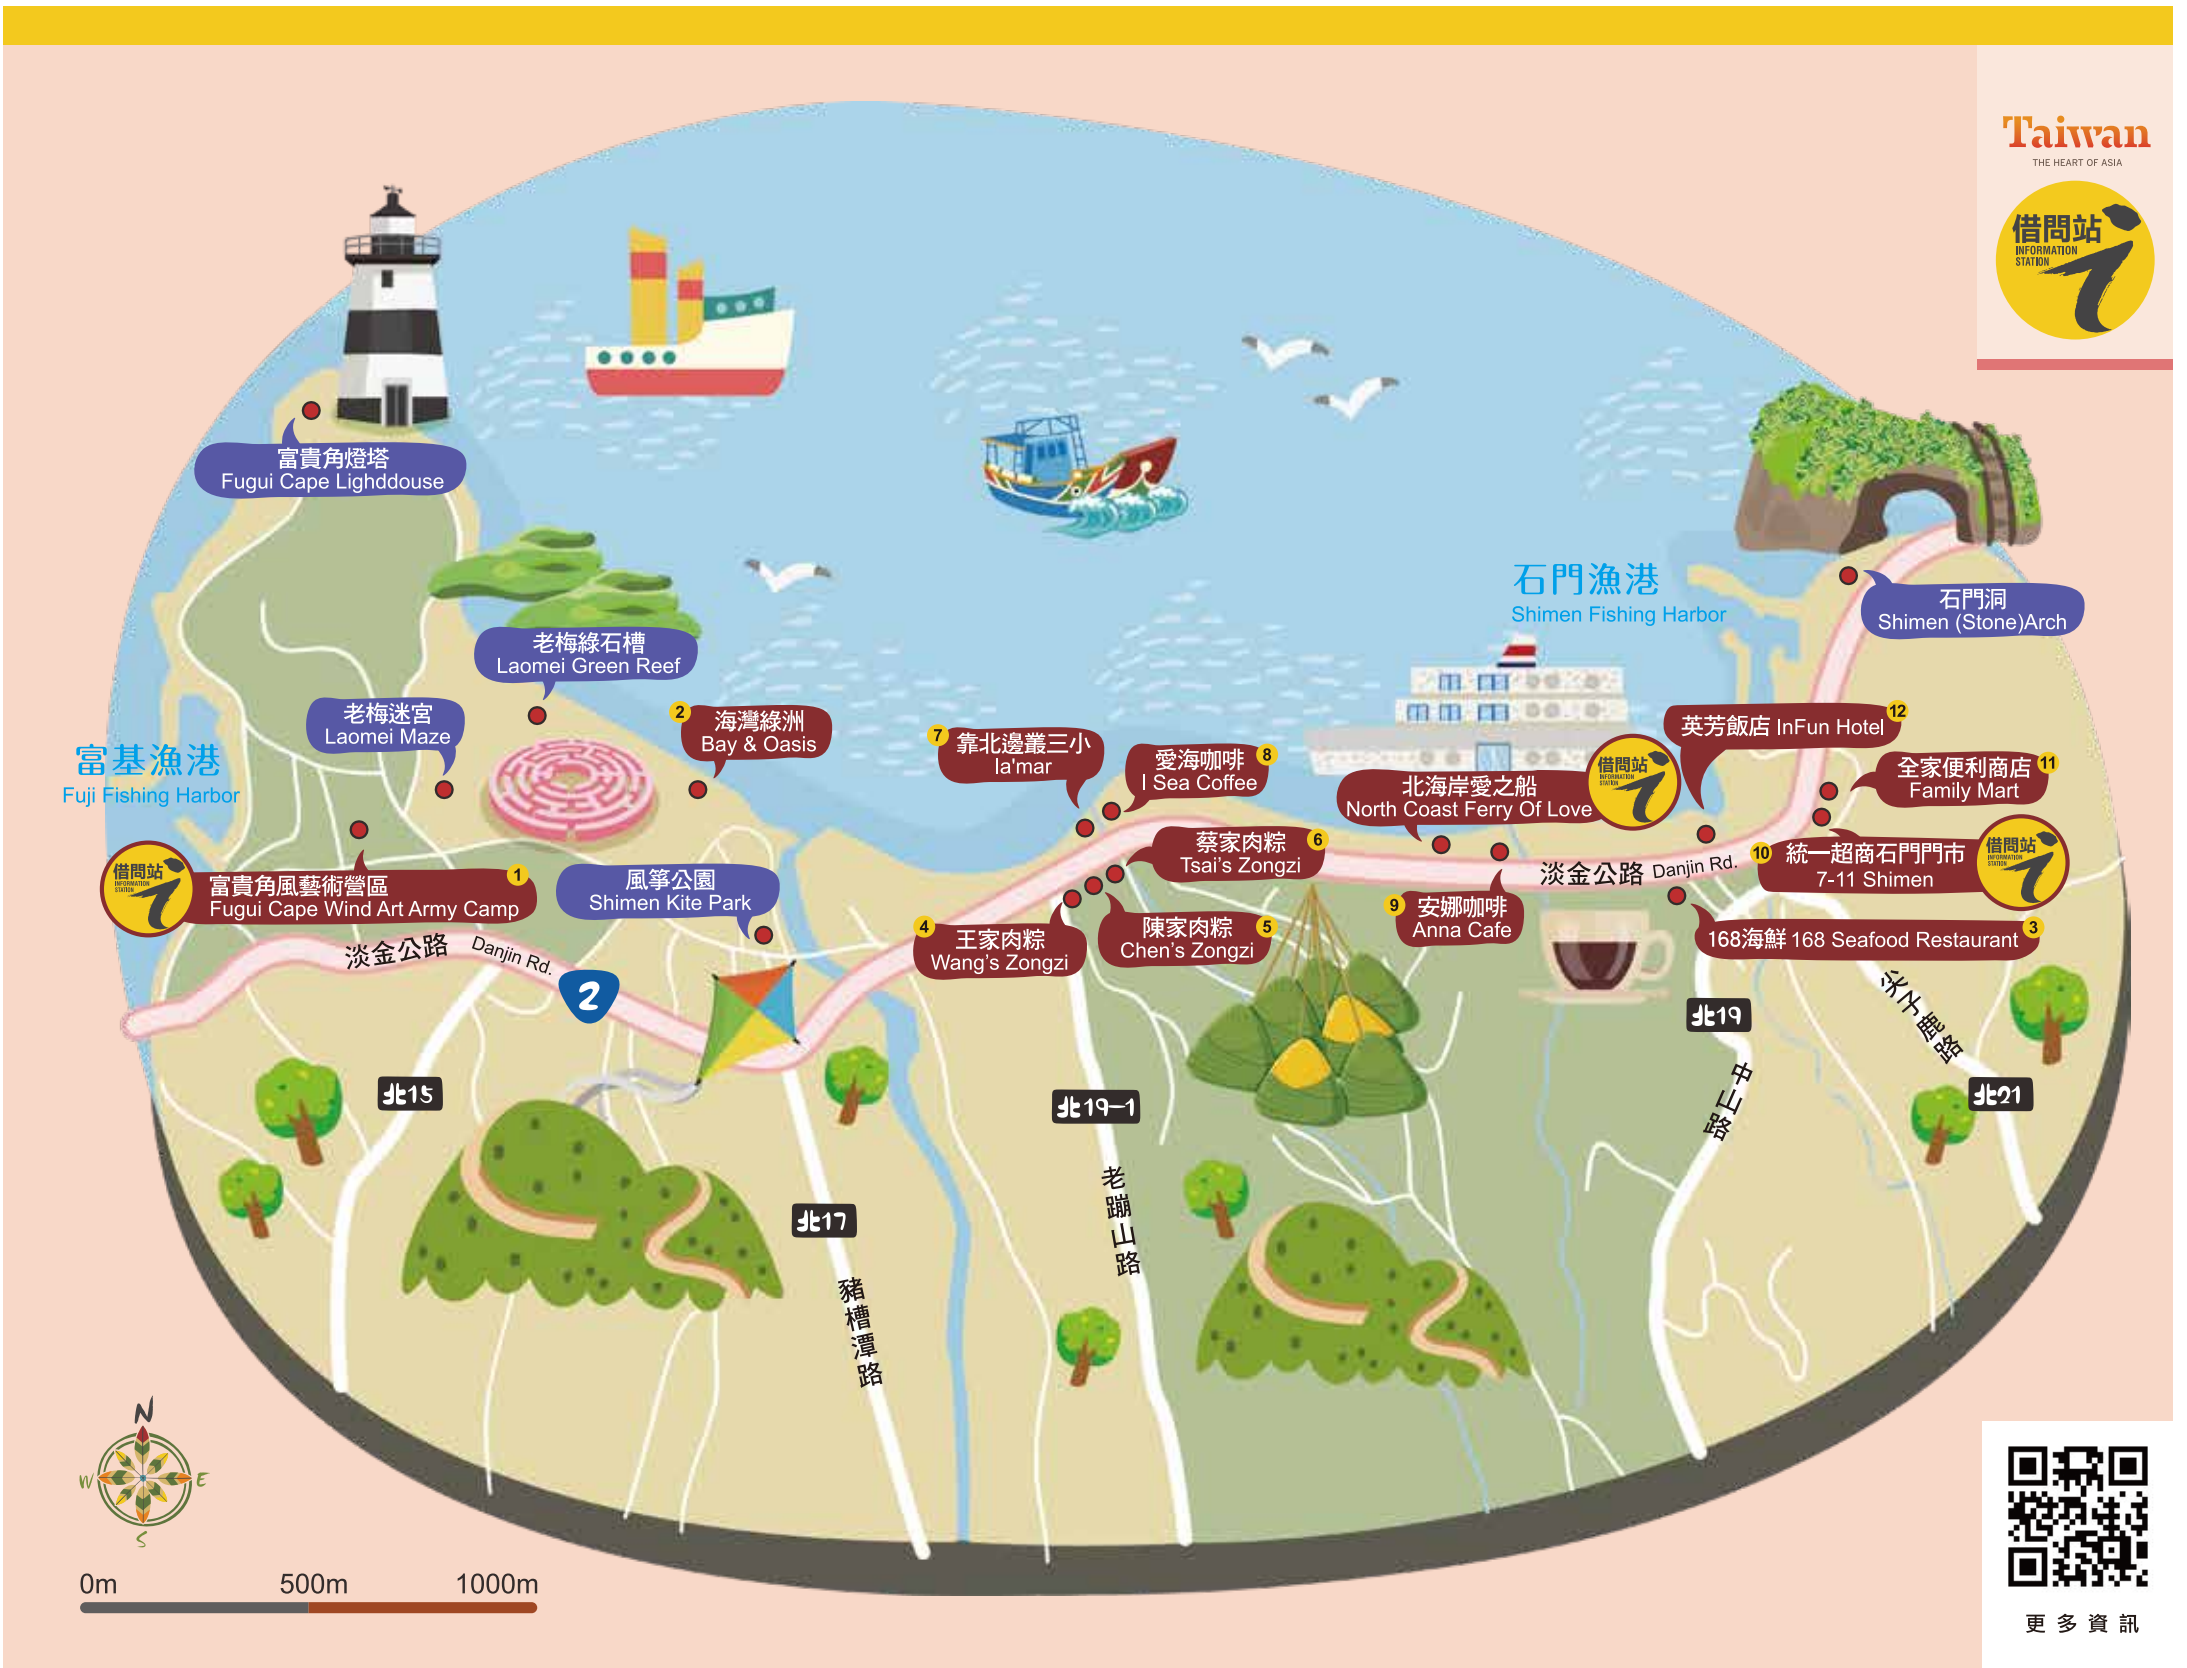 Taiwan
THE HEART OF ASIA
借問站
INFORMATION
STATION
富貴角燈塔
Fugui Cape Lighddouse
石門漁港
Shimen Fishing Harbor
石門洞
Shimen (Stone)Arch
老梅綠石槽
Laomei Green Reef
老梅迷宮
Laomei Maze
2
海灣綠洲
Bay & Oasis
富基漁港
Fuji Fishing Harbor
7
靠北邊叢三小
la'mar
愛海咖啡
I Sea Coffee
8
北海岸愛之船
North Coast Ferry Of Love
借問站
INFORMATION
STATION
英芳飯店 InFun Hotel
12
全家便利商店
Family Mart
11
借問站
INFORMATION
STATION
富貴角風藝術營區
Fugui Cape Wind Art Army Camp
1
風箏公園
Shimen Kite Park
蔡家肉粽
Tsai's Zongzi
6
淡金公路 Danjin Rd.
10
統一超商石門門市
7-11 Shimen
借問站
INFORMATION
STATION
4
王家肉粽
Wang's Zongzi
陳家肉粽
Chen's Zongzi
5
9
安娜咖啡
Anna Cafe
168海鮮 168 Seafood Restaurant
3
淡金公路 Danjin Rd.
2
北15
北17
豬槽潭路
北19-1
老蹦山路
北19
中山路
尖子鹿路
北21
N
W
E
S
0m 500m 1000m
更多資訊